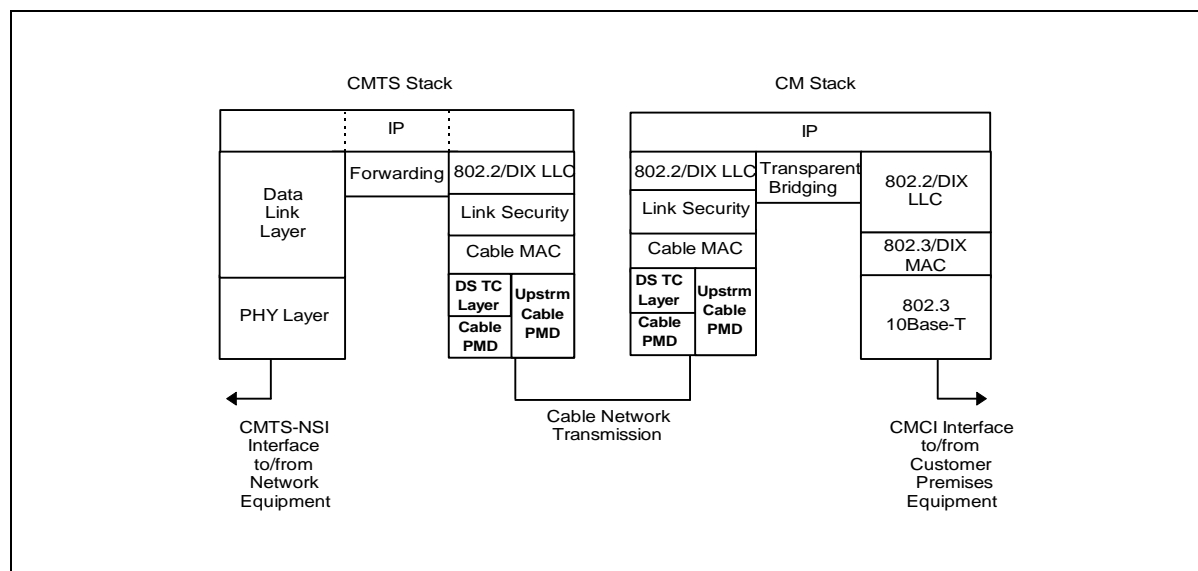 CMTS Stack
CM Stack
IP
IP
Data
Link
Layer
Forwarding
802.2/DIX LLC
Link Security
Cable MAC
DS TC
Layer
Cable
PMD
Upstrm
Cable
PMD
PHY Layer
802.2/DIX LLC
Link Security
Cable MAC
DS TC
Layer
Cable
PMD
Upstrm
Cable
PMD
Transparent
Bridging
802.2/DIX
LLC
802.3/DIX
MAC
802.3
10Base-T
CMTS-NSI
Interface
to/from
Network
Equipment
Cable Network
Transmission
CMCI Interface
to/from
Customer
Premises
Equipment